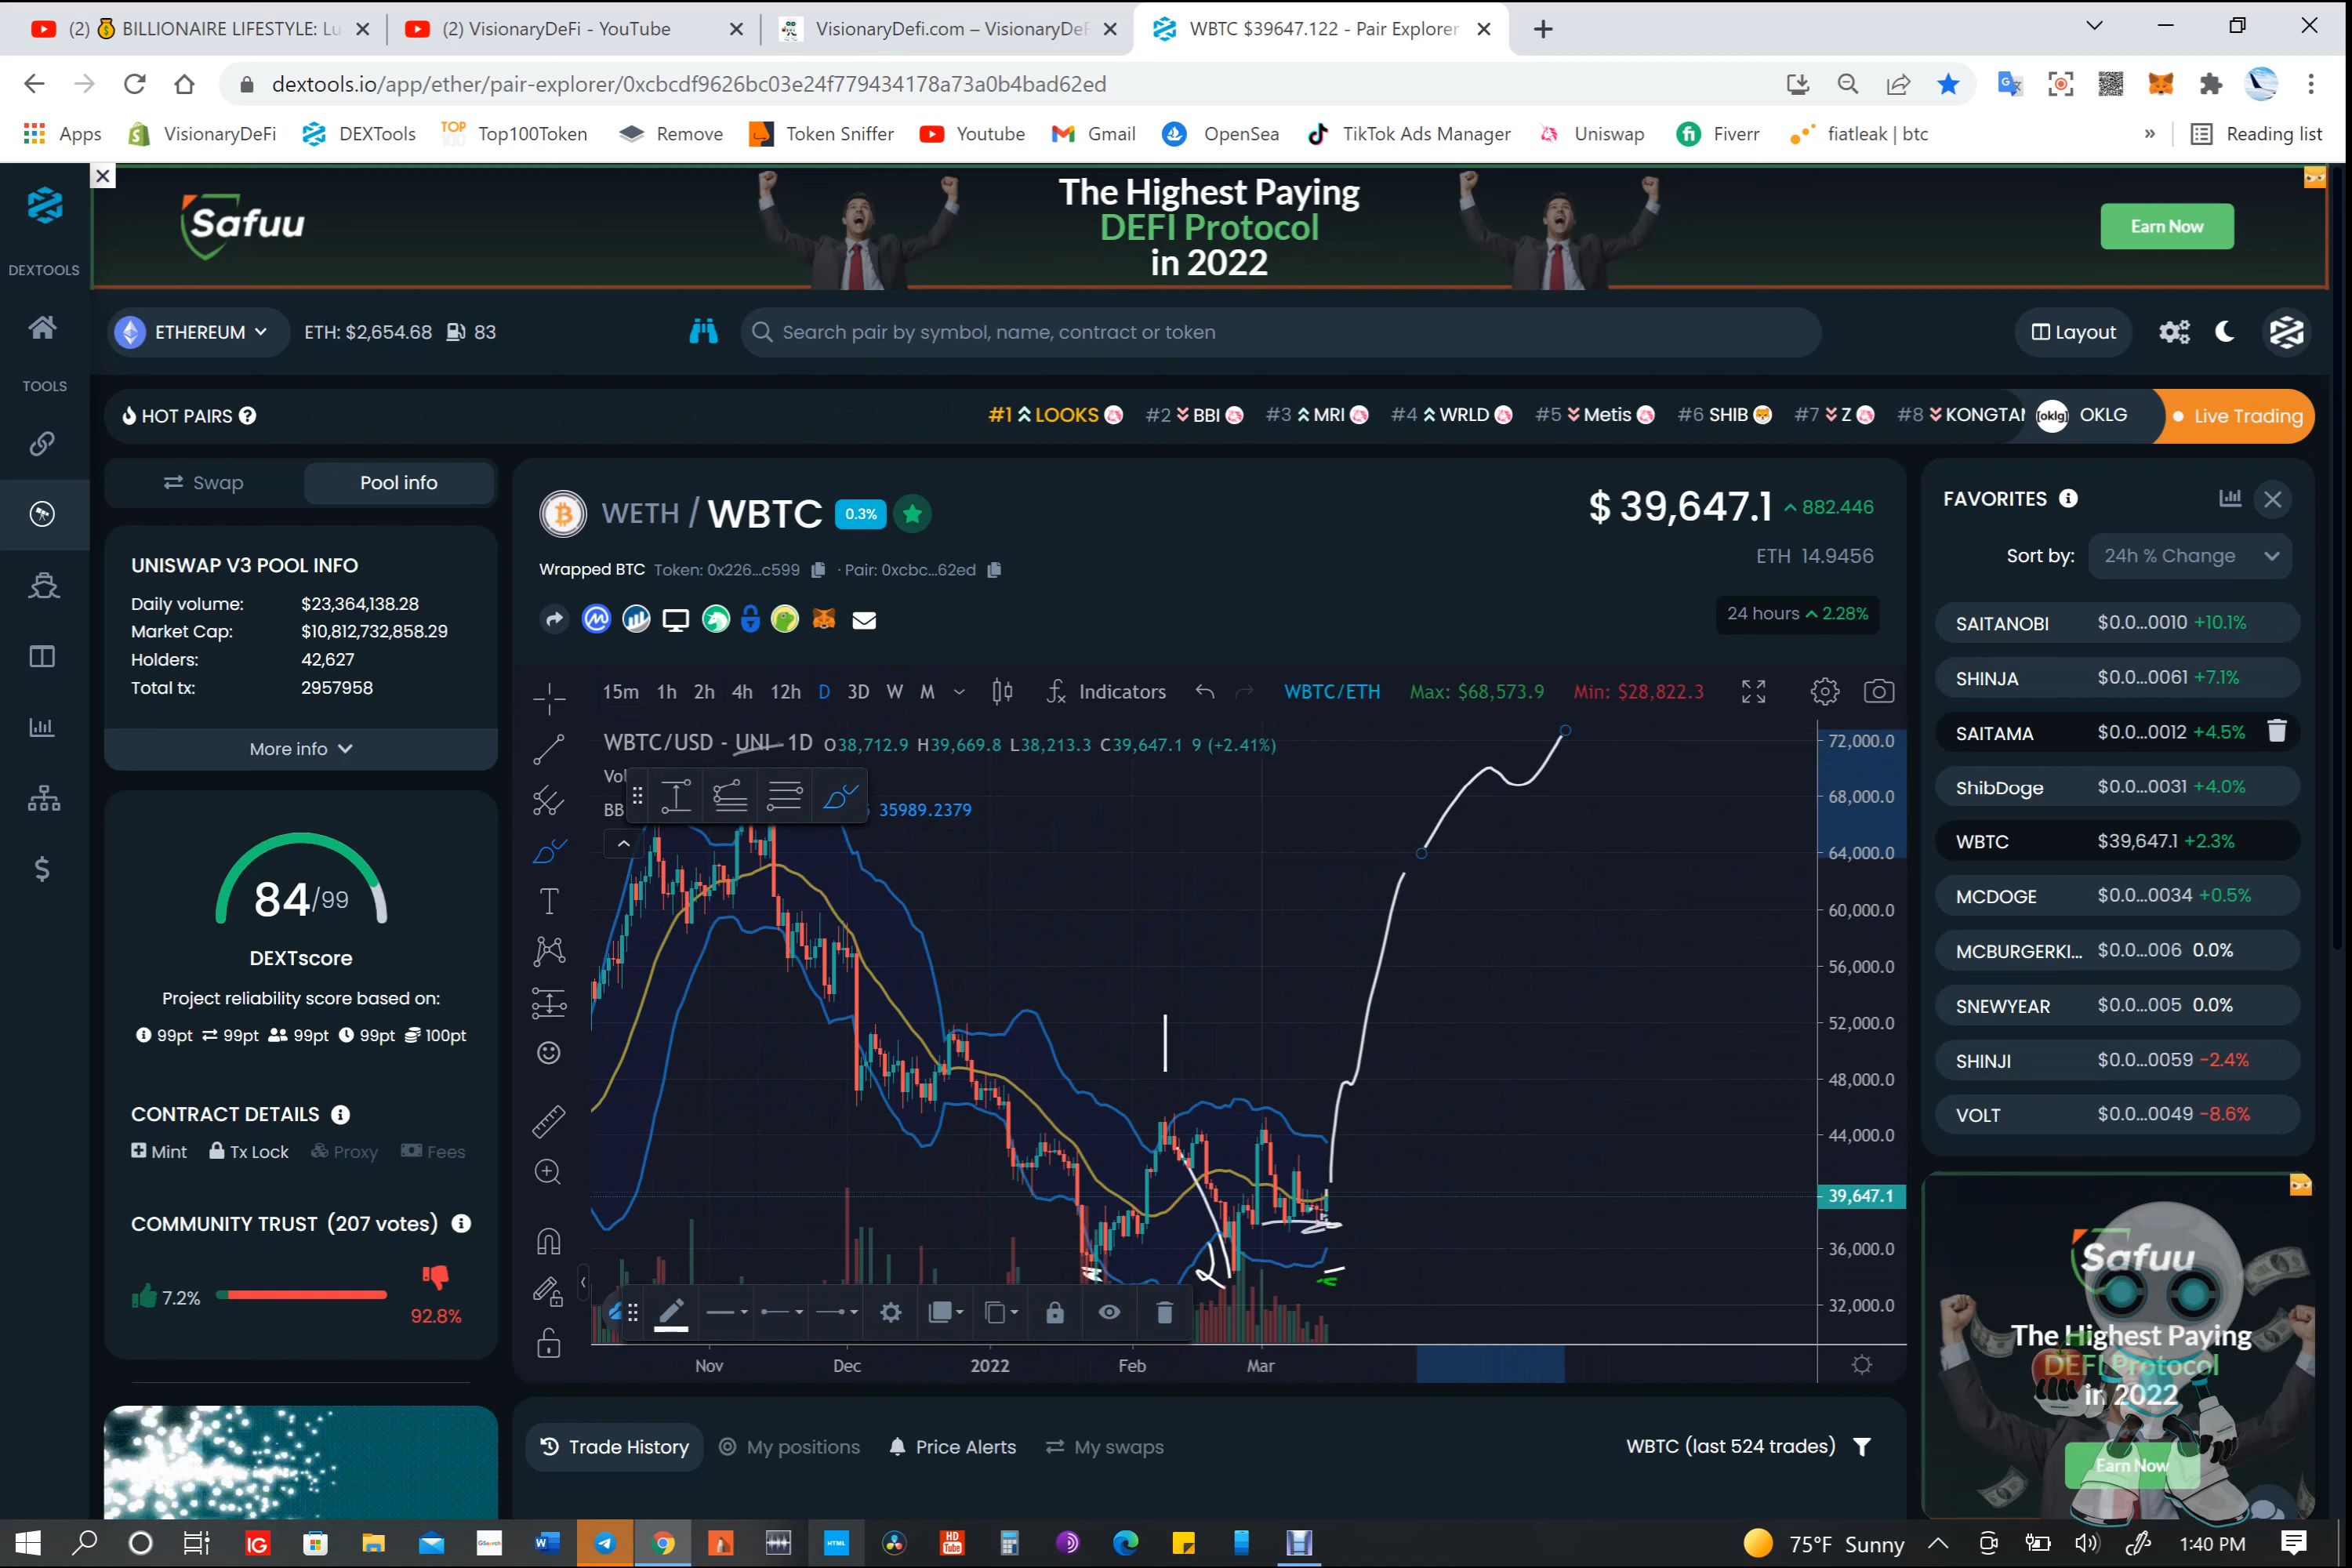 (2) 💰 BILLIONAIRE LIFESTYLE: Lu
(2) VisionaryDeFi - YouTube
VisionaryDefi.com – VisionaryDeF
WBTC $39647.122 - Pair Explorer
dextools.io/app/ether/pair-explorer/0xcbcdf9626bc03e24f779434178a73a0b4bad62ed
Apps VisionaryDeFi DEXTools TOP 100 Top100Token Remove Token Sniffer Youtube Gmail OpenSea TikTok Ads Manager Uniswap Fiverr fiatleak | btc » Reading list
Safuu
The Highest Paying
DEFI Protocol
in 2022
Earn Now
DEXTOOLS
TOOLS
ETHEREUM ETH: $2,654.68 83
Search pair by symbol, name, contract or token
Layout
HOT PAIRS
#1 LOOKS #2 BBI #3 MRI #4 WRLD #5 Metis #6 SHIB #7 Z #8 KONGTAI
[oklg] OKLG
Live Trading
Swap Pool info
UNISWAP V3 POOL INFO
Daily volume: $23,364,138.28
Market Cap: $10,812,732,858.29
Holders: 42,627
Total tx: 2957958
More info
84/99
DEXTscore
Project reliability score based on:
99pt 99pt 99pt 99pt 100pt
CONTRACT DETAILS
Mint Tx Lock Proxy Fees
COMMUNITY TRUST (207 votes)
7.2%
92.8%
WETH / WBTC 0.3%
$ 39,647.1 882.446
ETH 14.9456
Wrapped BTC Token: 0x226...c599 · Pair: 0xcbc...62ed
24 hours 2.28%
15m 1h 2h 4h 12h D 3D W M Indicators WBTC/ETH Max: $68,573.9 Min: $28,822.3
WBTC/USD - UNI - 1D O38,712.9 H39,669.8 L38,213.3 C39,647.1 9 (+2.41%)
Vol
BB 35989.2379
72,000.0
68,000.0
64,000.0
60,000.0
56,000.0
52,000.0
48,000.0
44,000.0
39,647.1
36,000.0
32,000.0
Nov Dec 2022 Feb Mar
Trade History My positions Price Alerts My swaps
WBTC (last 524 trades)
FAVORITES
Sort by: 24h % Change
SAITANOBI $0.0...0010 +10.1%
SHINJA $0.0...0061 +7.1%
SAITAMA $0.0...0012 +4.5%
ShibDoge $0.0...0031 +4.0%
WBTC $39,647.1 +2.3%
MCDOGE $0.0...0034 +0.5%
MCBURGERKI... $0.0...006 0.0%
SNEWYEAR $0.0...005 0.0%
SHINJI $0.0...0059 -2.4%
VOLT $0.0...0049 -8.6%
Safuu
The Highest Paying
DEFI Protocol
in 2022
Earn Now
IG
GSearch
HTML
HD Tube
75°F Sunny
1:40 PM